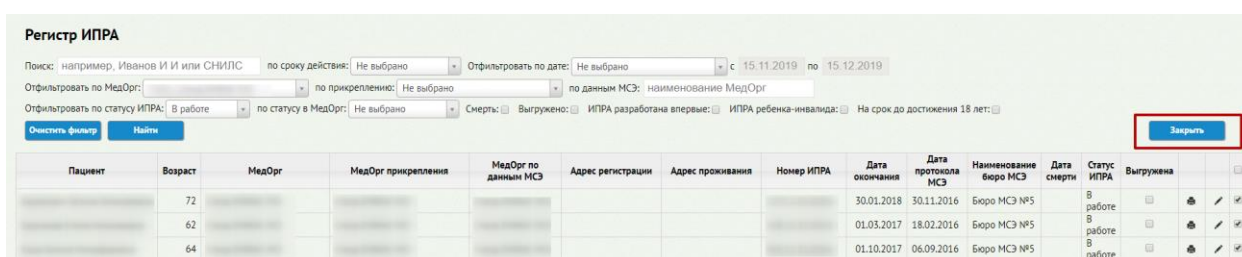 Регистр ИПРА
Поиск: например, Иванов И И или СНИЛС по сроку действия: Не выбрано Отфильтровать по дате: Не выбрано с 15.11.2019 по 15.12.2019
Отфильтровать по МедОрг: по прикреплению: Не выбрано по данным МСЭ: наименование МедОрг
Отфильтровать по статусу ИПРА: В работе по статусу в МедОрг: Не выбрано Смерть: Выгружено: ИПРА разработана впервые: ИПРА ребенка-инвалида: На срок до достижения 18 лет:
Очистить фильтр Найти Закрыть
Пациент Возраст МедОрг МедОрг прикрепления МедОрг по данным МСЭ Адрес регистрации Адрес проживания Номер ИПРА Дата окончания Дата протокола МСЭ Наименование бюро МСЭ Дата смерти Статус ИПРА Выгружена
72 30.01.2018 30.11.2016 Бюро МСЭ №5 В работе
62 01.03.2017 18.02.2016 Бюро МСЭ №5 В работе
64 01.10.2017 06.09.2016 Бюро МСЭ №5 В работе